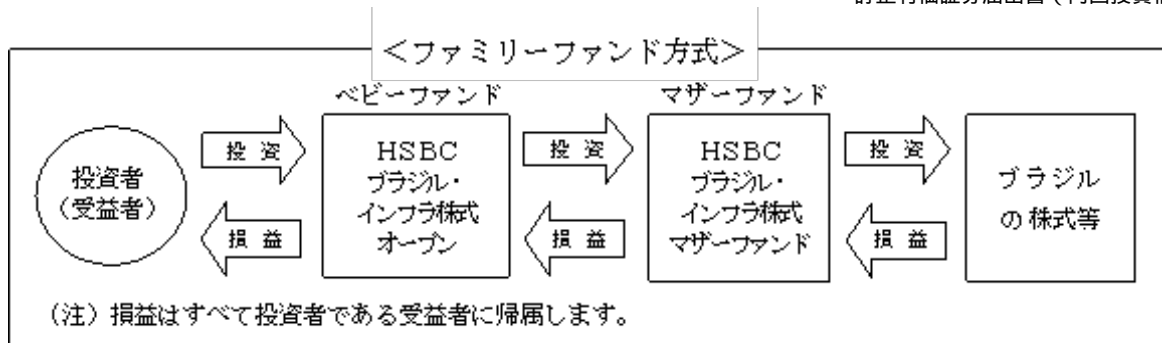 ＜ファミリーファンド方式＞
ベビーファンド
マザーファンド
投資者
（受益者）
投資
損益
HSBC
ブラジル・
インフラ株式
オープン
投資
損益
HSBC
ブラジル・
インフラ株式
マザーファンド
投資
損益
ブラジル
の株式等
（注）損益はすべて投資者である受益者に帰属します。